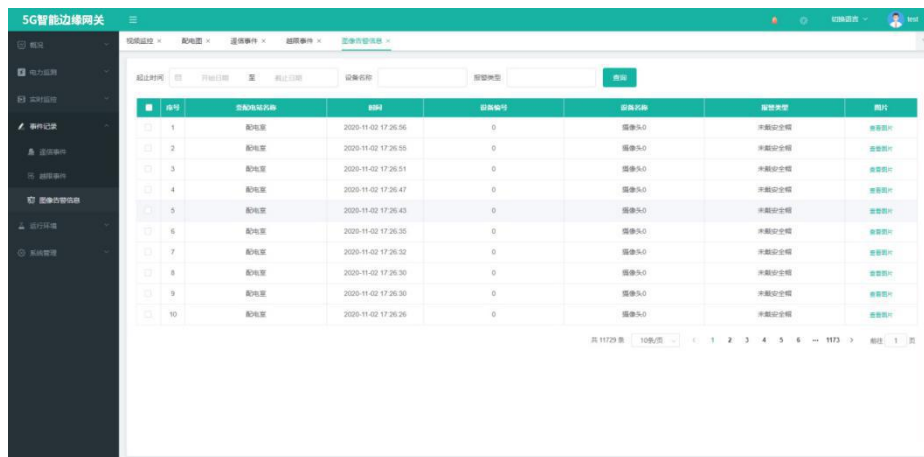 5G智能边缘网关
切换语言
test
概况
电力监测
实时监控
事件记录
遥信事件
越限事件
图像告警信息
运行环境
系统管理
视频监控 × 配电图 × 遥信事件 × 越限事件 × 图像告警信息 ×
起止时间 开始日期 至 截止日期 设备名称 报警类型 查询
序号 变配电站名称 时间 设备编号 设备名称 报警类型 图片
1 配电室 2020-11-02 17:26:56 0 摄像头0 未戴安全帽 查看图片
2 配电室 2020-11-02 17:26:55 0 摄像头0 未戴安全帽 查看图片
3 配电室 2020-11-02 17:26:51 0 摄像头0 未戴安全帽 查看图片
4 配电室 2020-11-02 17:26:47 0 摄像头0 未戴安全帽 查看图片
5 配电室 2020-11-02 17:26:43 0 摄像头0 未戴安全帽 查看图片
6 配电室 2020-11-02 17:26:35 0 摄像头0 未戴安全帽 查看图片
7 配电室 2020-11-02 17:26:32 0 摄像头0 未戴安全帽 查看图片
8 配电室 2020-11-02 17:26:30 0 摄像头0 未戴安全帽 查看图片
9 配电室 2020-11-02 17:26:30 0 摄像头0 未戴安全帽 查看图片
10 配电室 2020-11-02 17:26:26 0 摄像头0 未戴安全帽 查看图片
共 11729 条 10条/页 < 1 2 3 4 5 6 ... 1173 > 前往 1 页